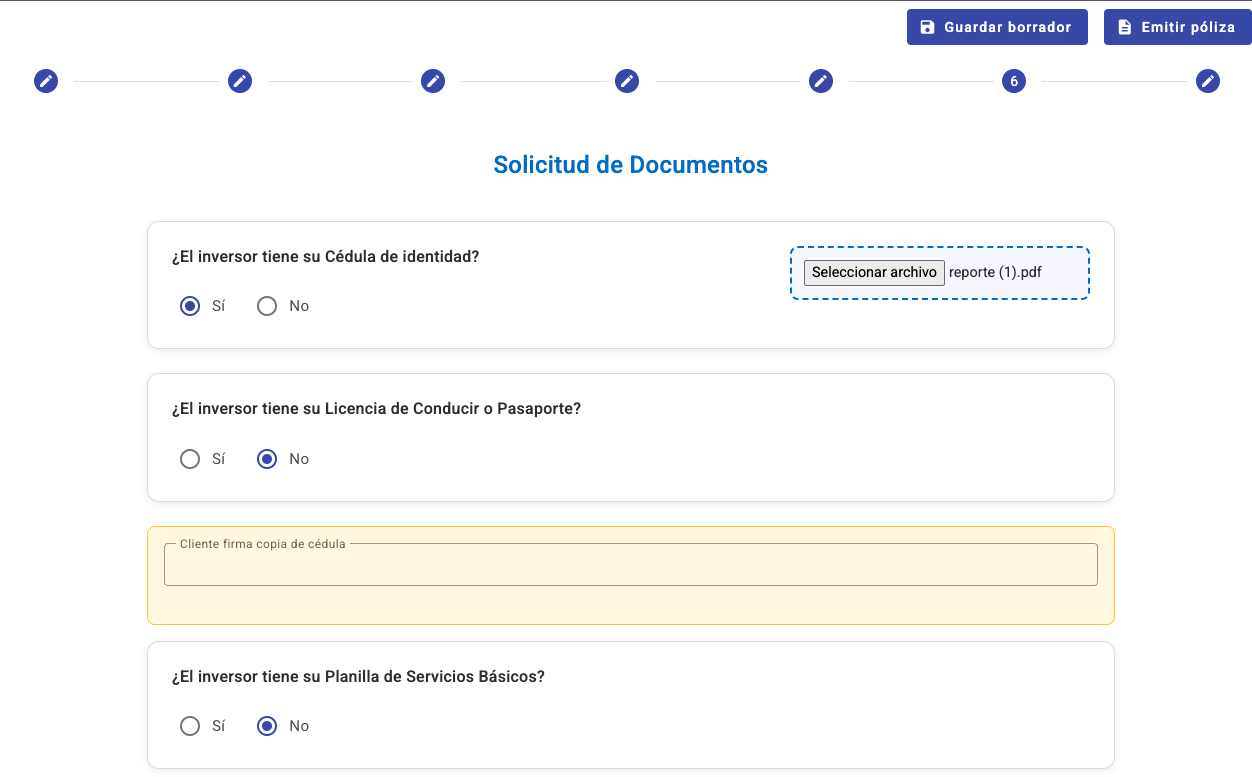 Guardar borrador
Emitir póliza
6
Solicitud de Documentos
¿El inversor tiene su Cédula de identidad?
Seleccionar archivo reporte (1).pdf
Sí No
¿El inversor tiene su Licencia de Conducir o Pasaporte?
Sí No
Cliente firma copia de cédula
¿El inversor tiene su Planilla de Servicios Básicos?
Sí No